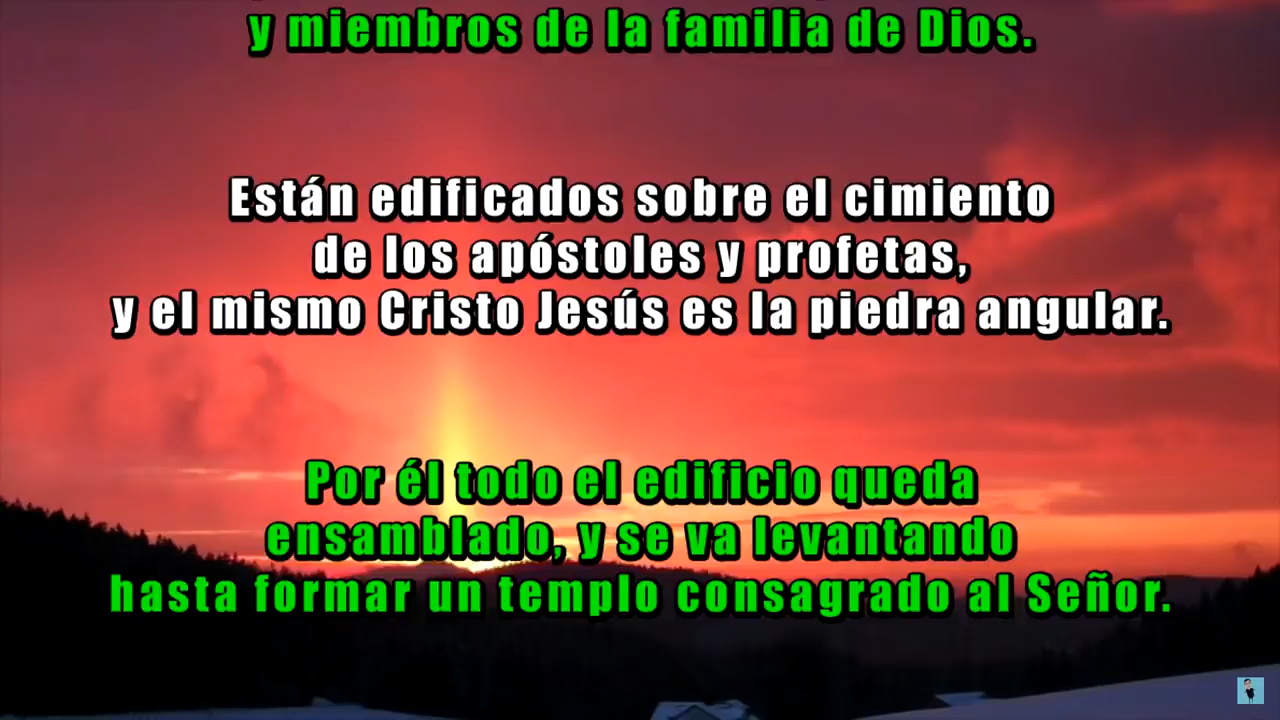 y miembros de la familia de Dios.
Están edificados sobre el cimiento
de los apóstoles y profetas,
y el mismo Cristo Jesús es la piedra angular.
Por él todo el edificio queda
ensamblado, y se va levantando
hasta formar un templo consagrado al Señor.